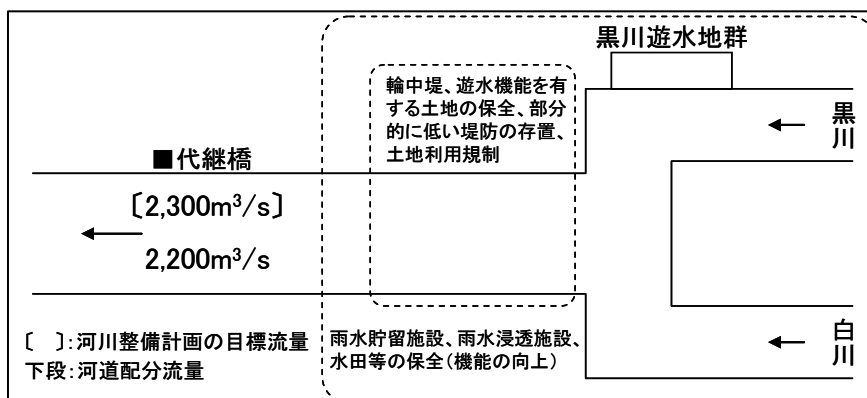 黒川遊水地群
輪中堤、遊水機能を有
する土地の保全、部分
的に低い堤防の存置、
土地利用規制
黒川
■代継橋
〔2,300m³/s〕
2,200m³/s
〔　〕:河川整備計画の目標流量
下段:河道配分流量
雨水貯留施設、雨水浸透施設、
水田等の保全(機能の向上)
白川